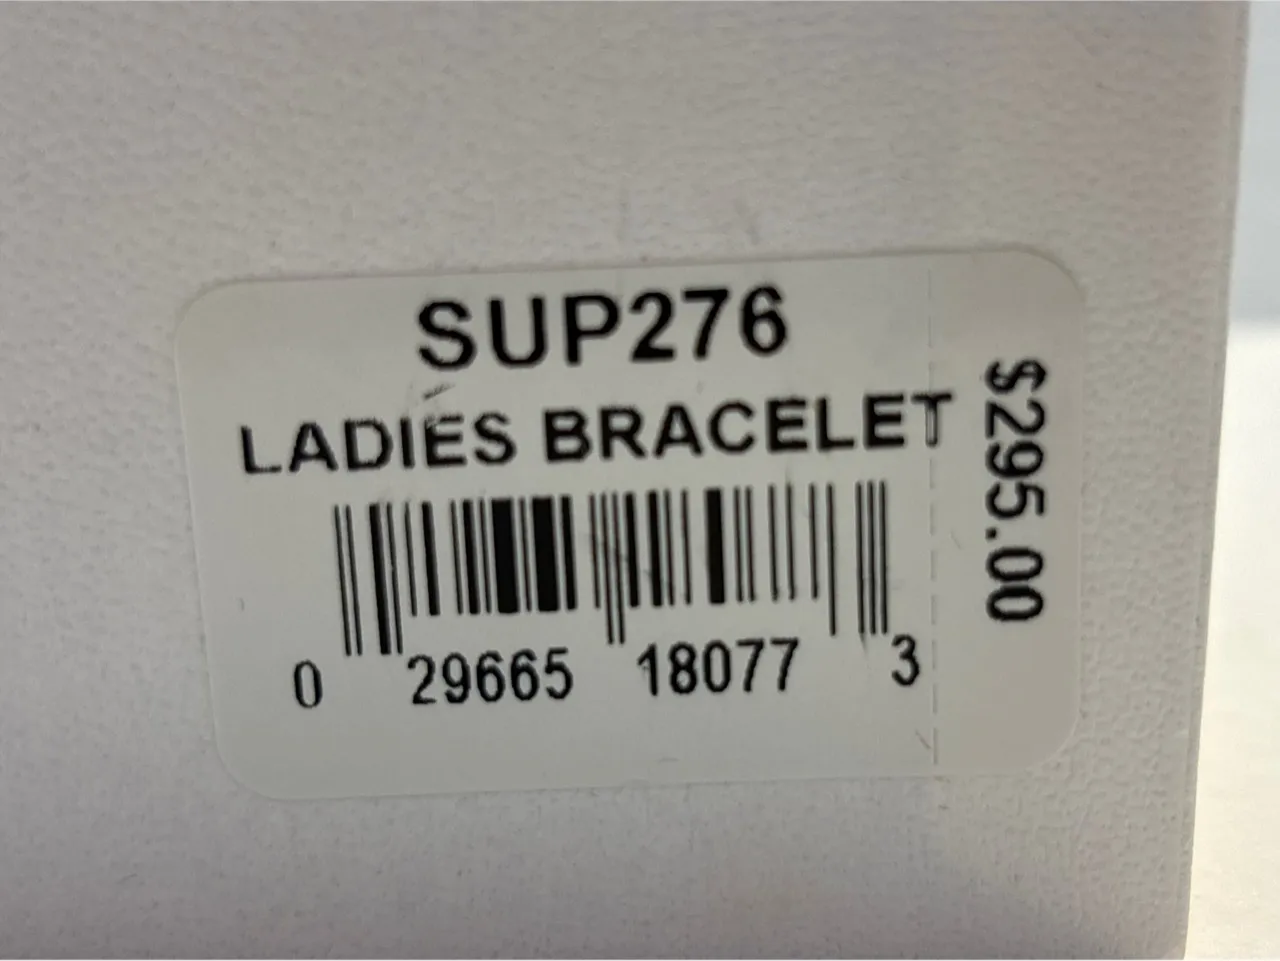 SUP276
LADIES BRACELET
0 29665 18077 3
$295.00